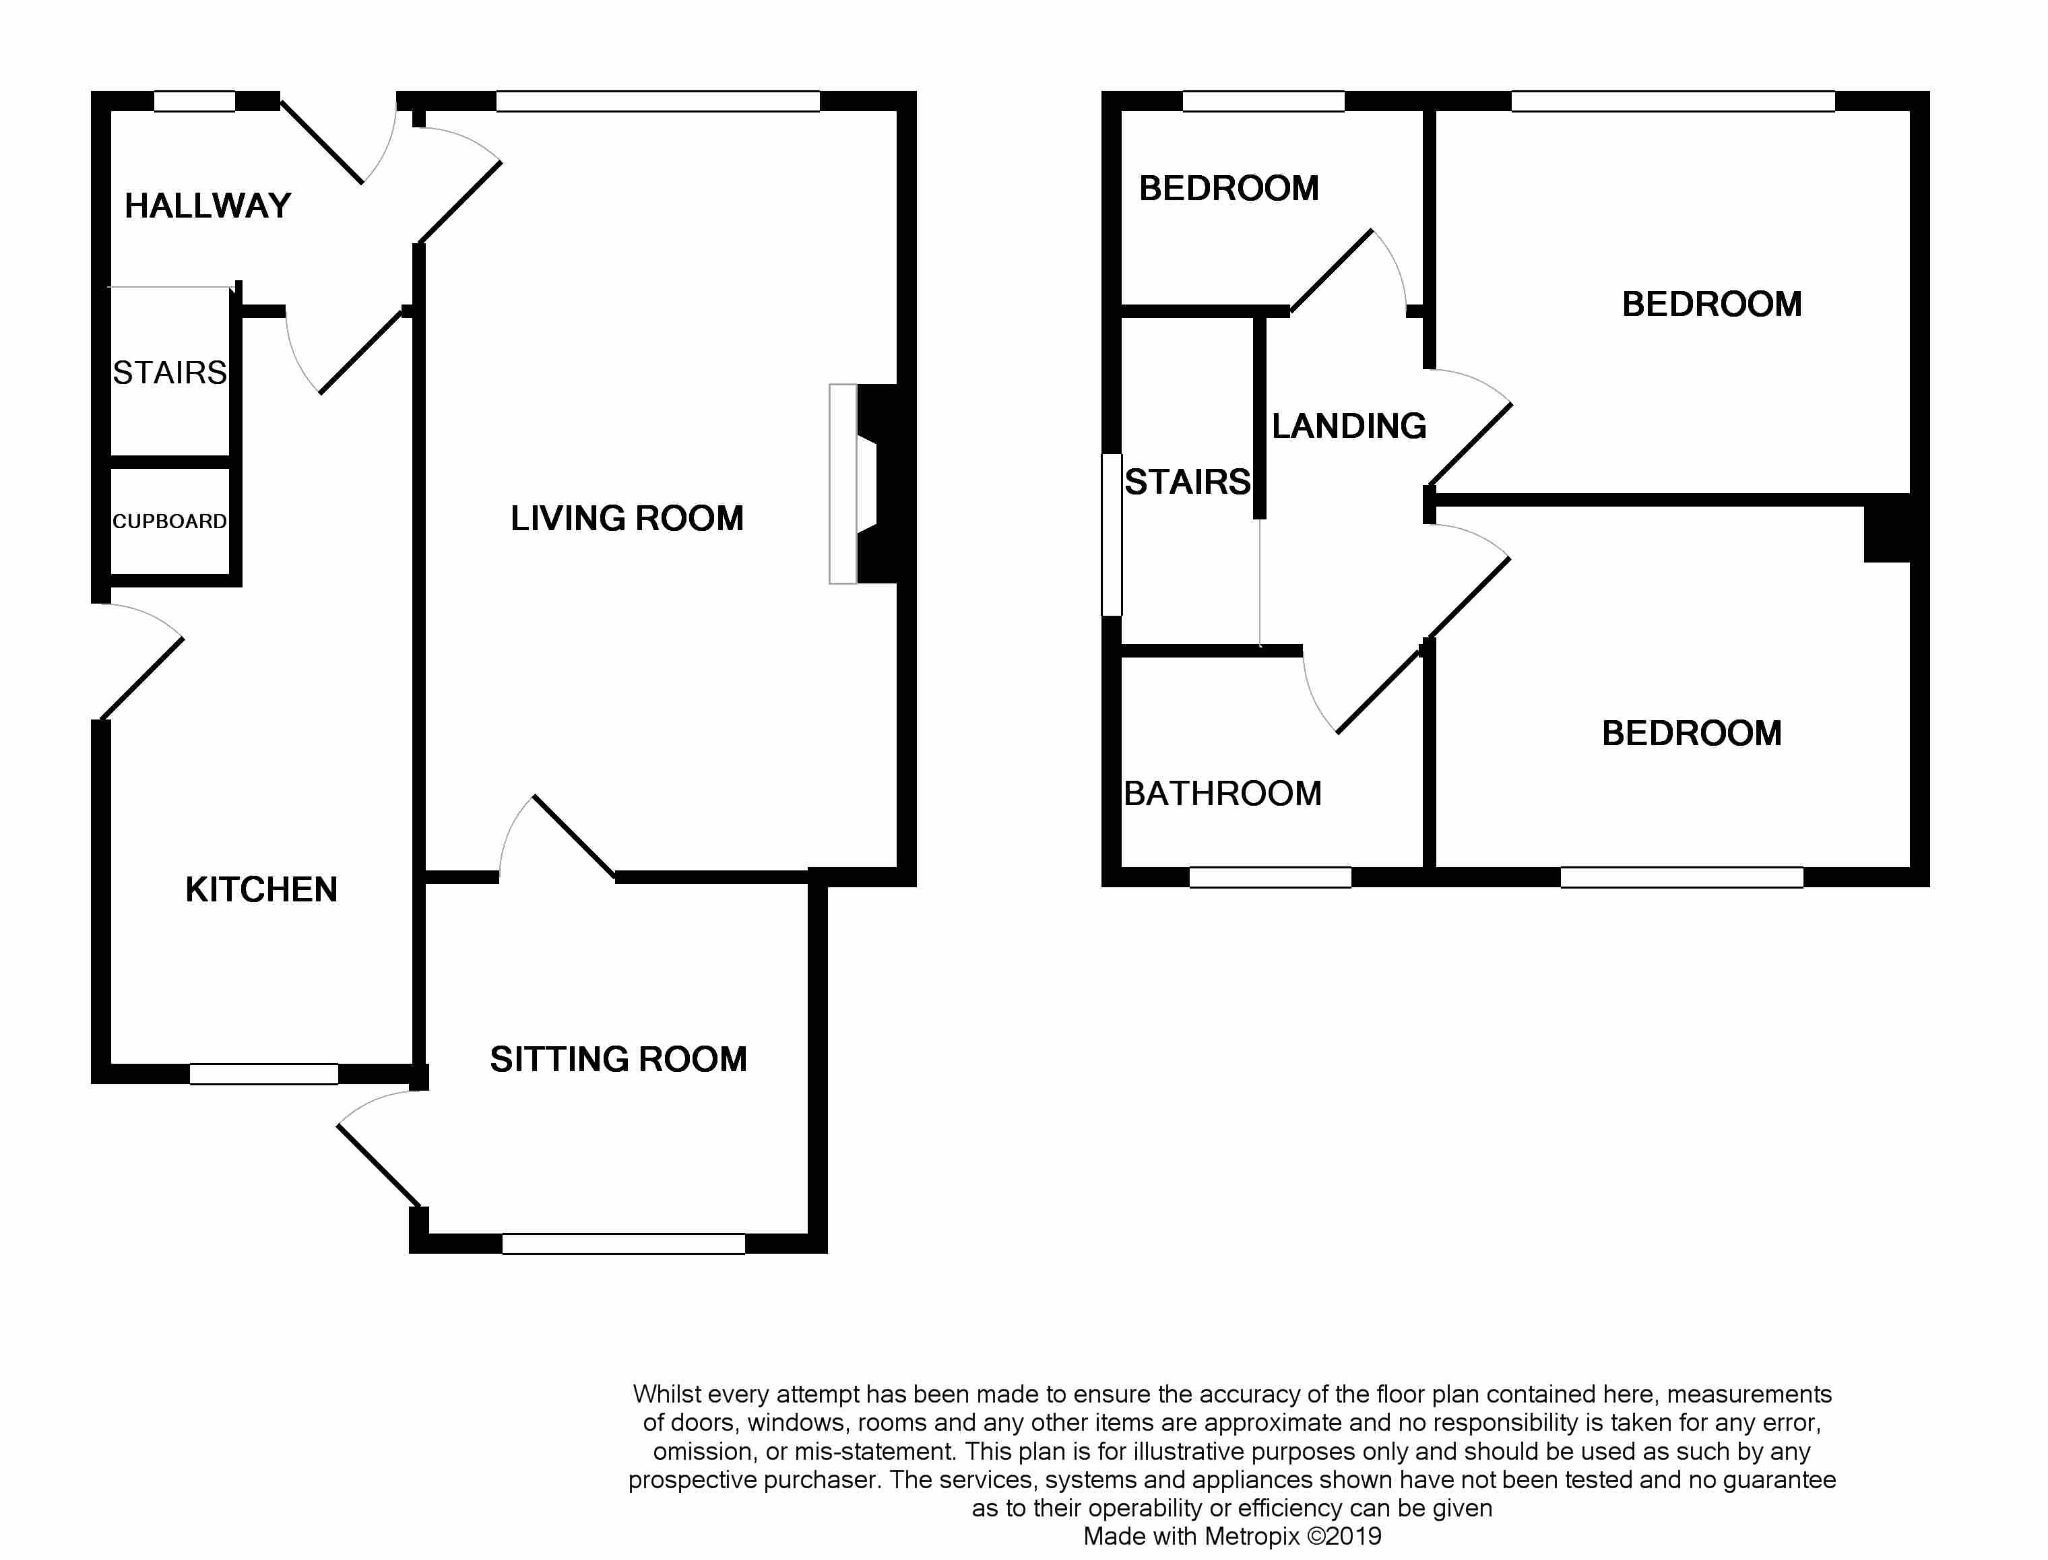 HALLWAY
STAIRS
CUPBOARD
LIVING ROOM
KITCHEN
SITTING ROOM
BEDROOM
BEDROOM
LANDING
STAIRS
BEDROOM
BATHROOM
Whilst every attempt has been made to ensure the accuracy of the floor plan contained here, measurements
of doors, windows, rooms and any other items are approximate and no responsibility is taken for any error,
omission, or mis-statement. This plan is for illustrative purposes only and should be used as such by any
prospective purchaser. The services, systems and appliances shown have not been tested and no guarantee
as to their operability or efficiency can be given
Made with Metropix ©2019